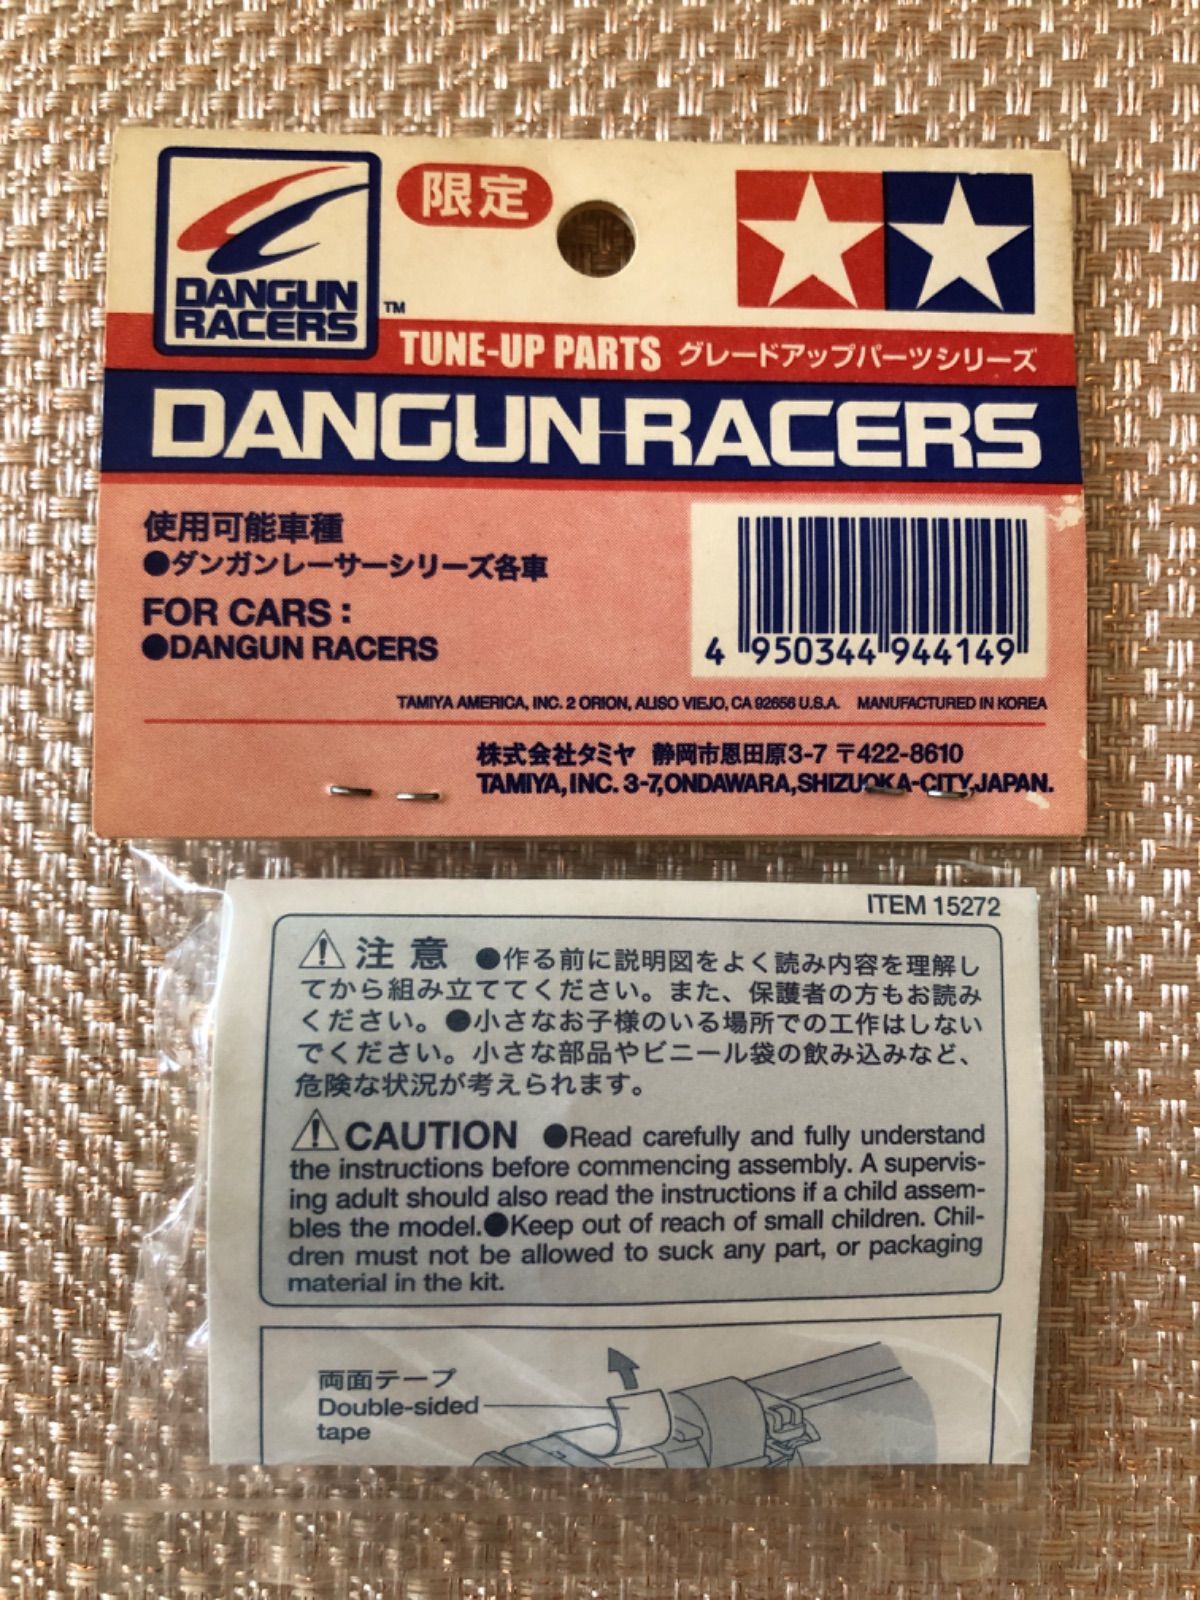 限定
DANGUN
RACERS™
TUNE-UP PARTS グレードアップパーツシリーズ
DANGUN RACERS
使用可能車種
●ダンガンレーサーシリーズ各車
FOR CARS :
●DANGUN RACERS
4 950344 944149
TAMIYA AMERICA, INC. 2 ORION, ALISO VIEJO, CA 92656 U.S.A. MANUFACTURED IN KOREA
株式会社タミヤ 静岡市恩田原3-7 〒422-8610
TAMIYA, INC. 3-7, ONDAWARA, SHIZUOKA-CITY, JAPAN.
ITEM 15272
⚠注意 ●作る前に説明図をよく読み内容を理解し
てから組み立ててください。また、保護者の方もお読み
ください。●小さなお子様のいる場所での工作はしない
でください。小さな部品やビニール袋の飲み込みなど、
危険な状況が考えられます。
⚠CAUTION ●Read carefully and fully understand
the instructions before commencing assembly. A supervis-
ing adult should also read the instructions if a child assem-
bles the model.●Keep out of reach of small children. Chil-
dren must not be allowed to suck any part, or packaging
material in the kit.
両面テープ
Double-sided
tape